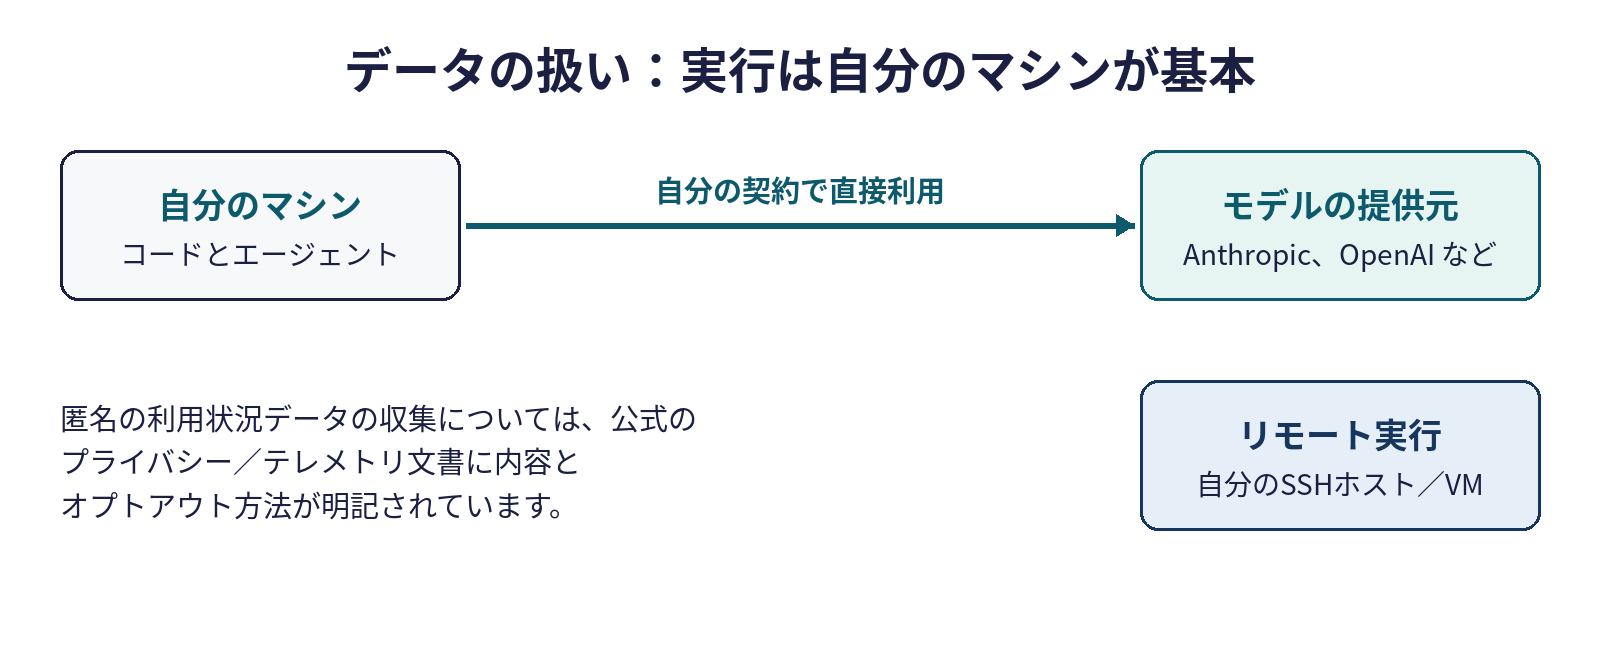 データの扱い：実行は自分のマシンが基本
自分のマシン
コードとエージェント
自分の契約で直接利用
モデルの提供元
Anthropic、OpenAI など
匿名の利用状況データの収集については、公式の
プライバシー／テレメトリ文書に内容と
オプトアウト方法が明記されています。
リモート実行
自分のSSHホスト／VM